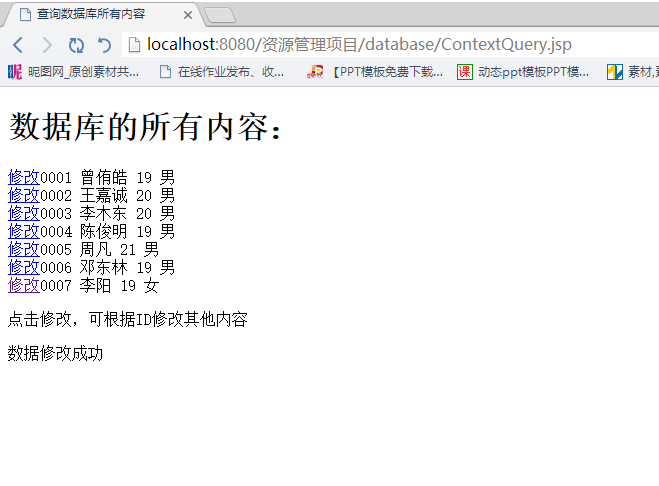 查询数据库所有内容
localhost:8080/资源管理项目/database/ContextQuery.jsp
昵 昵图网_原创素材共... 在线作业发布、收... 【PPT模板免费下载... 课 动态ppt模板PPT模... 素材,
数据库的所有内容：
修改0001 曾侑皓 19 男
修改0002 王嘉诚 20 男
修改0003 李木东 20 男
修改0004 陈俊明 19 男
修改0005 周凡 21 男
修改0006 邓东林 19 男
修改0007 李阳 19 女
点击修改，可根据ID修改其他内容
数据修改成功